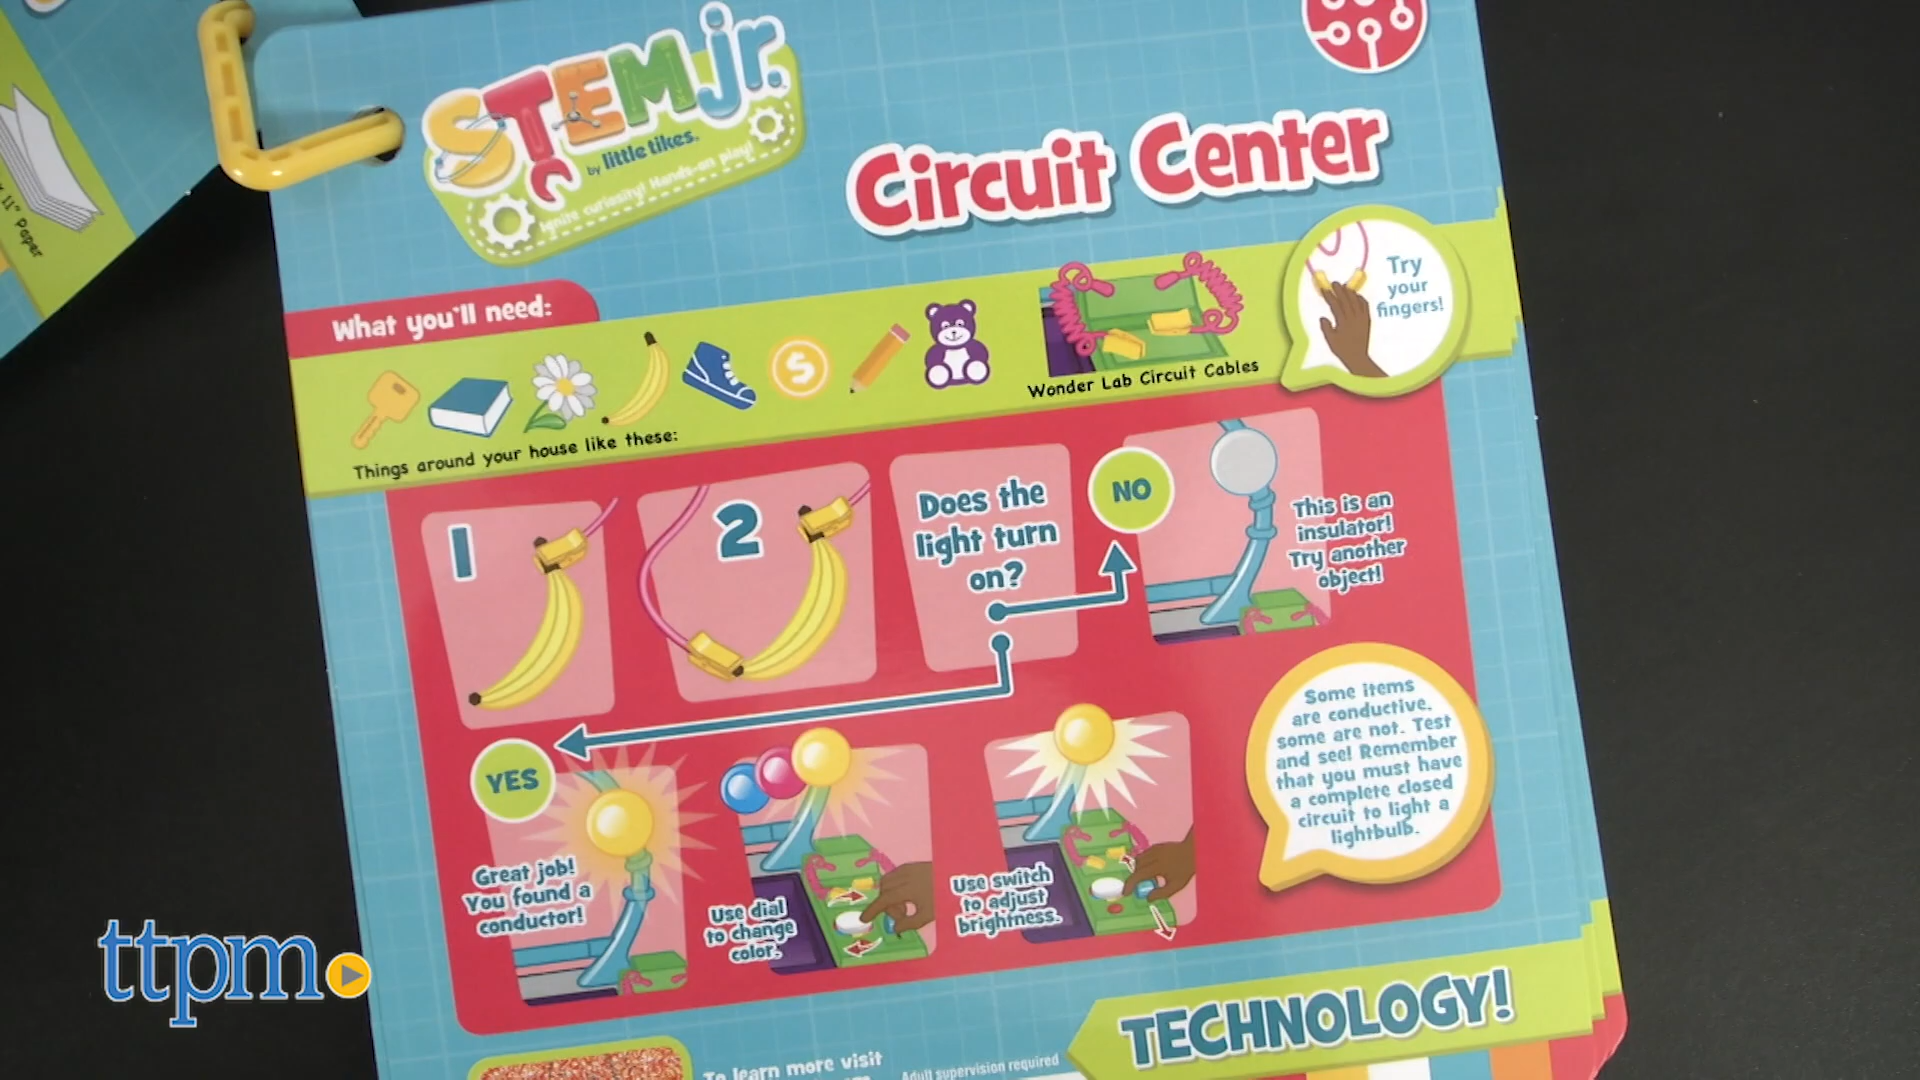 11" Paper
STEM jr.
by little tikes.
Ignite curiosity! Hands-on play!
Circuit Center
What you'll need:
Try
your
fingers!
Wonder Lab Circuit Cables
Things around your house like these:
1
2
Does the
light turn
on?
NO
This is an
insulator!
Try another
object!
YES
Great job!
You found a
conductor!
Use dial
to change
color.
Use switch
to adjust
brightness.
Some items
are conductive,
some are not. Test
and see! Remember
that you must have
a complete closed
circuit to light a
lightbulb.
TECHNOLOGY!
To learn more visit
Adult supervision required
ttpm